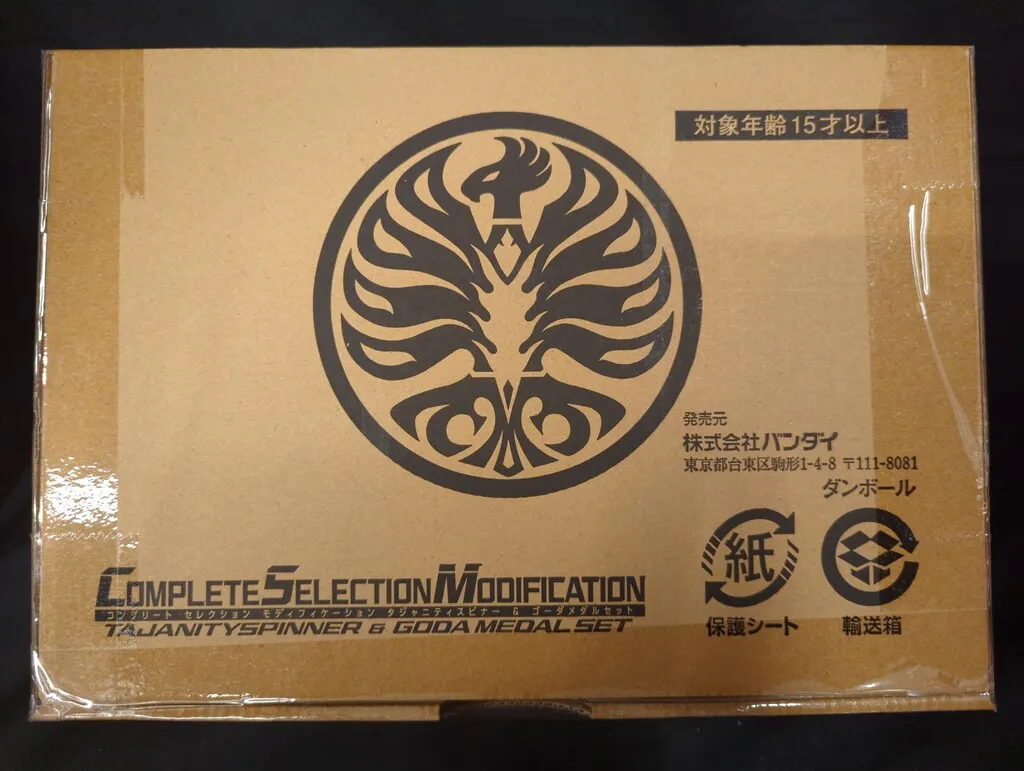 対象年齢15才以上
発売元
株式会社バンダイ
東京都台東区駒形1-4-8 〒111-8081
ダンボール
紙
保護シート
輸送箱
COMPLETE SELECTION MODIFICATION
コンプリート セレクション モディフィケーション タジャニティスピナー & ゴーダメダルセット
TAJANITYSPINNER & GODA MEDAL SET